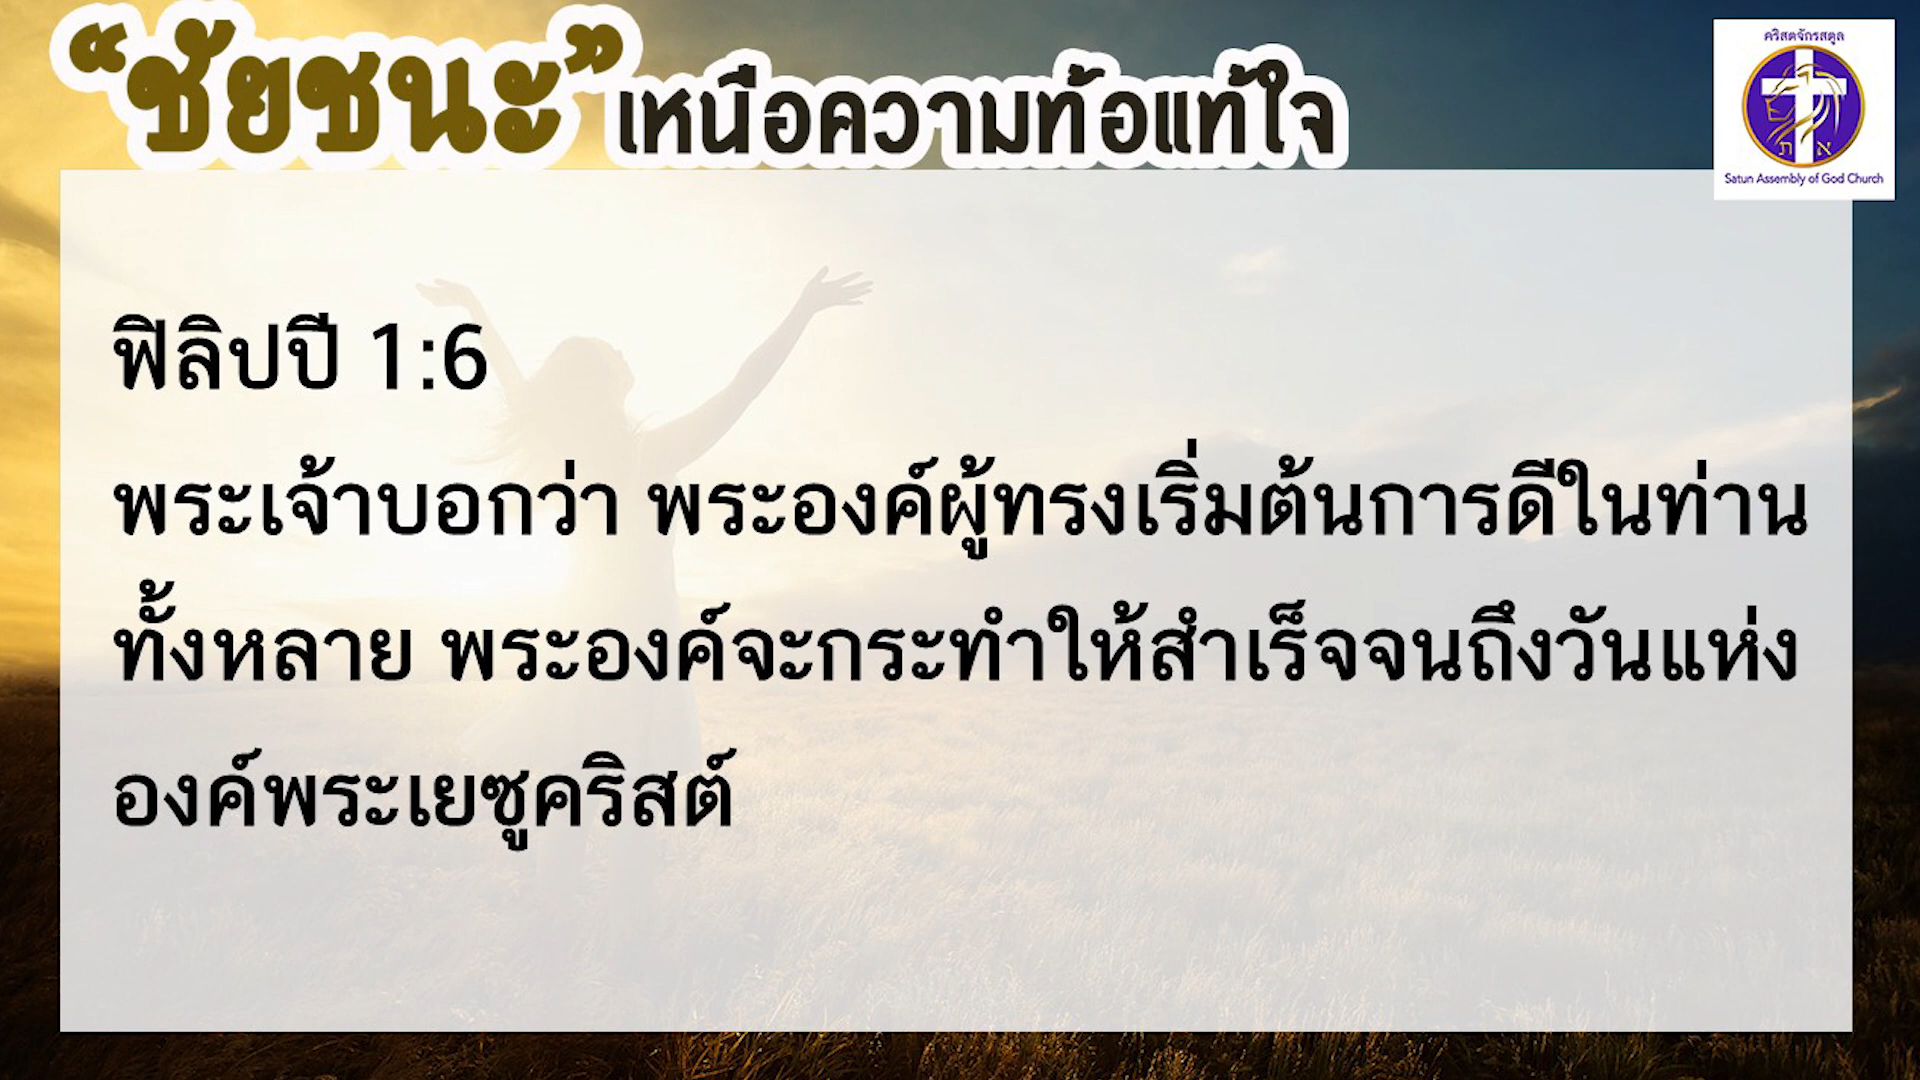 “ชัยชนะ” เหนือความท้อแท้ใจ
คริสตจักรสตูล
ת א
Satun Assembly of God Church
ฟิลิปปี 1:6
พระเจ้าบอกว่า พระองค์ผู้ทรงเริ่มต้นการดีในท่าน
ทั้งหลาย พระองค์จะกระทำให้สำเร็จจนถึงวันแห่ง
องค์พระเยซูคริสต์